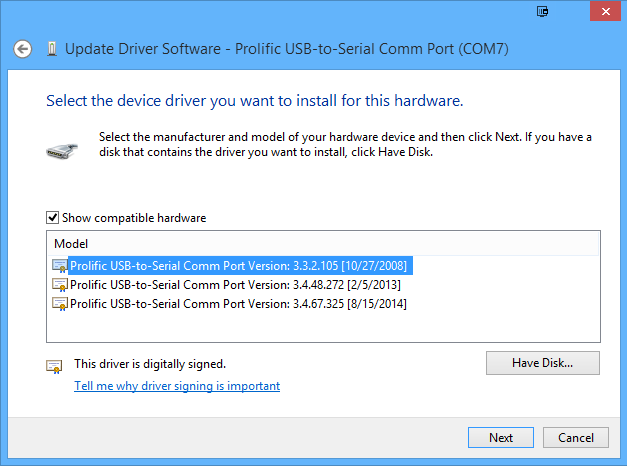 Update Driver Software - Prolific USB-to-Serial Comm Port (COM7)
Select the device driver you want to install for this hardware.
Select the manufacturer and model of your hardware device and then click Next. If you have a
disk that contains the driver you want to install, click Have Disk.
Show compatible hardware
Model
Prolific USB-to-Serial Comm Port Version: 3.3.2.105 [10/27/2008]
Prolific USB-to-Serial Comm Port Version: 3.4.48.272 [2/5/2013]
Prolific USB-to-Serial Comm Port Version: 3.4.67.325 [8/15/2014]
This driver is digitally signed.
Have Disk...
Tell me why driver signing is important
Next
Cancel